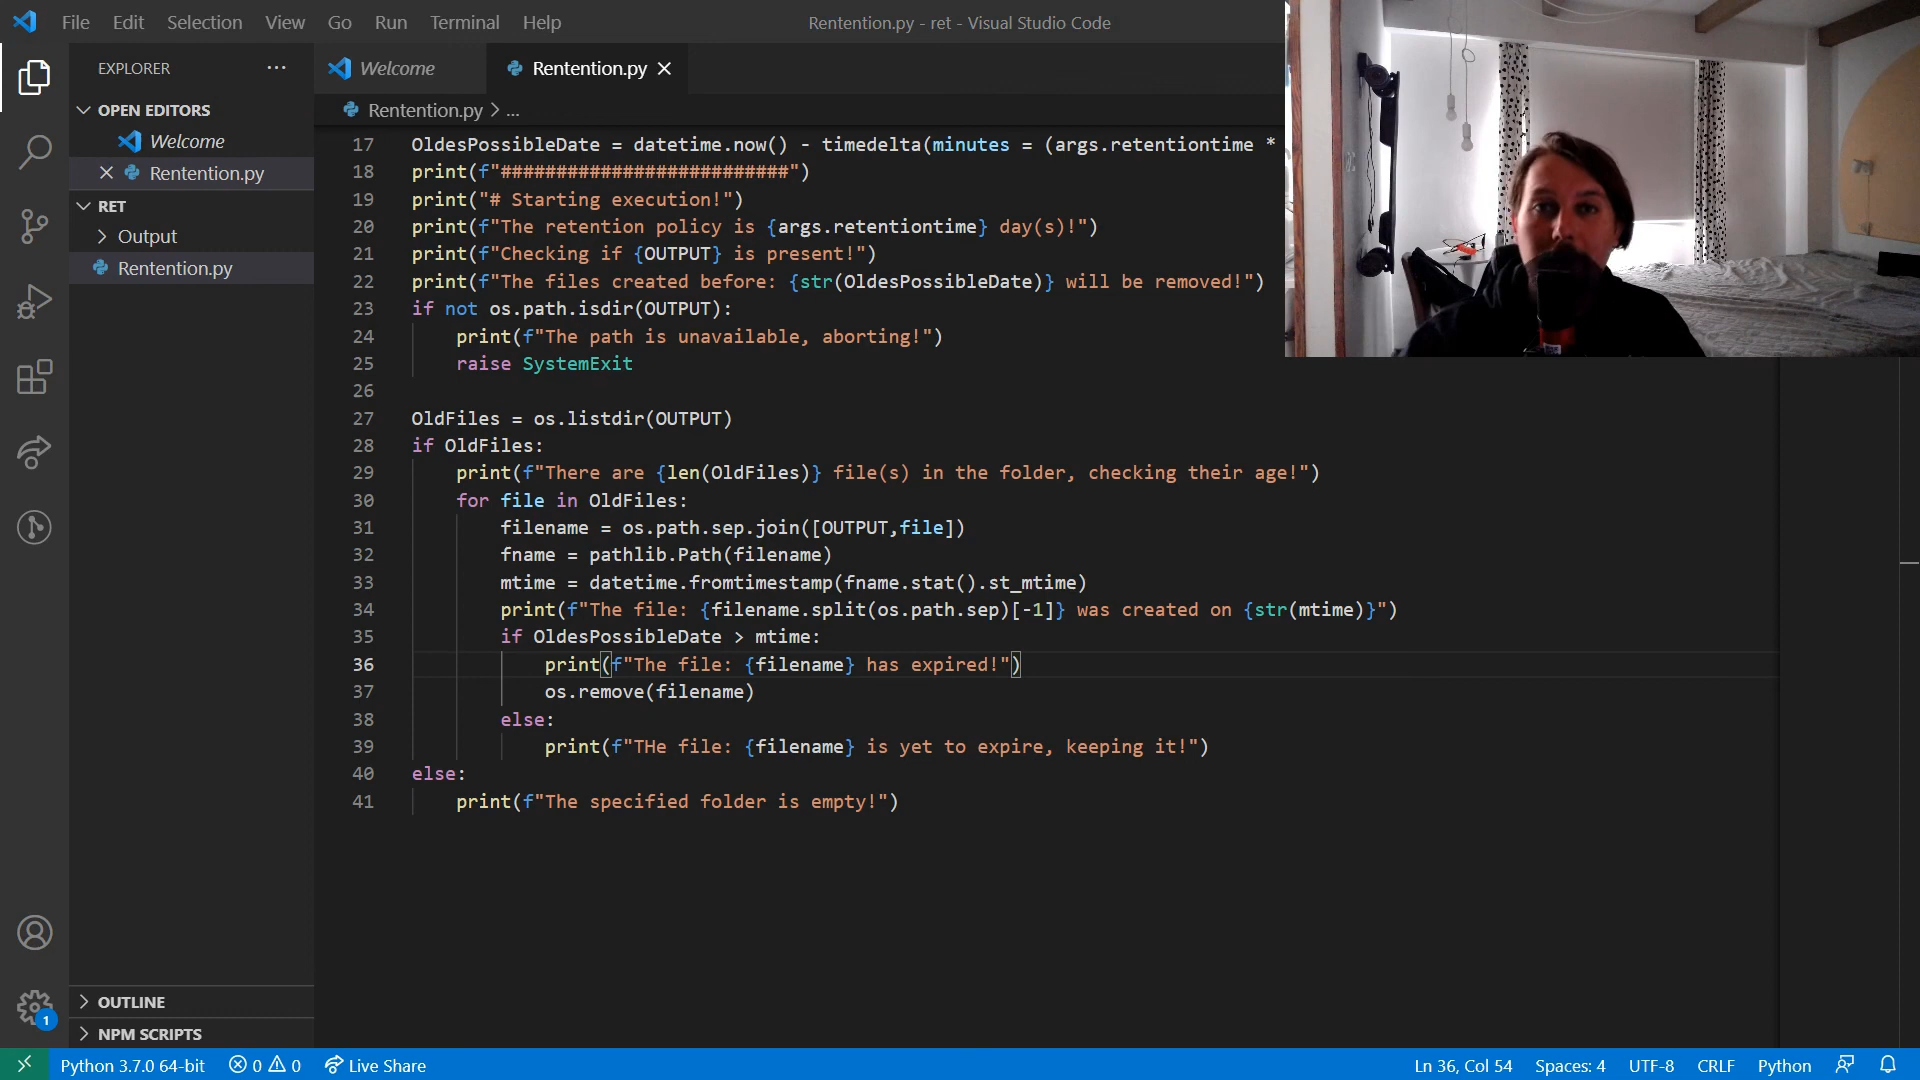 File Edit Selection View Go Run Terminal Help
Rentention.py - ret - Visual Studio Code
EXPLORER ...
OPEN EDITORS
Welcome
Rentention.py
RET
Output
Rentention.py
OUTLINE
NPM SCRIPTS
1
Welcome
Rentention.py
Rentention.py > ...
17 OldesPossibleDate = datetime.now() - timedelta(minutes = (args.retentiontime *
18 print(f"##########################")
19 print("# Starting execution!")
20 print(f"The retention policy is {args.retentiontime} day(s)!")
21 print(f"Checking if {OUTPUT} is present!")
22 print(f"The files created before: {str(OldesPossibleDate)} will be removed!")
23 if not os.path.isdir(OUTPUT):
24 print(f"The path is unavailable, aborting!")
25 raise SystemExit
26
27 OldFiles = os.listdir(OUTPUT)
28 if OldFiles:
29 print(f"There are {len(OldFiles)} file(s) in the folder, checking their age!")
30 for file in OldFiles:
31 filename = os.path.sep.join([OUTPUT,file])
32 fname = pathlib.Path(filename)
33 mtime = datetime.fromtimestamp(fname.stat().st_mtime)
34 print(f"The file: {filename.split(os.path.sep)[-1]} was created on {str(mtime)}")
35 if OldesPossibleDate > mtime:
36 print(f"The file: {filename} has expired!")
37 os.remove(filename)
38 else:
39 print(f"THe file: {filename} is yet to expire, keeping it!")
40 else:
41 print(f"The specified folder is empty!")
Python 3.7.0 64-bit 0 0 Live Share Ln 36, Col 54 Spaces: 4 UTF-8 CRLF Python